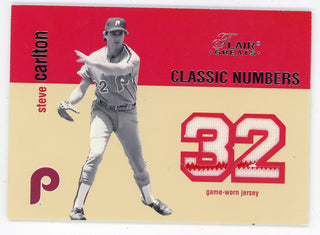 steve carlton
FLAIR
GREATS
CLASSIC NUMBERS
32
game-worn jersey
P